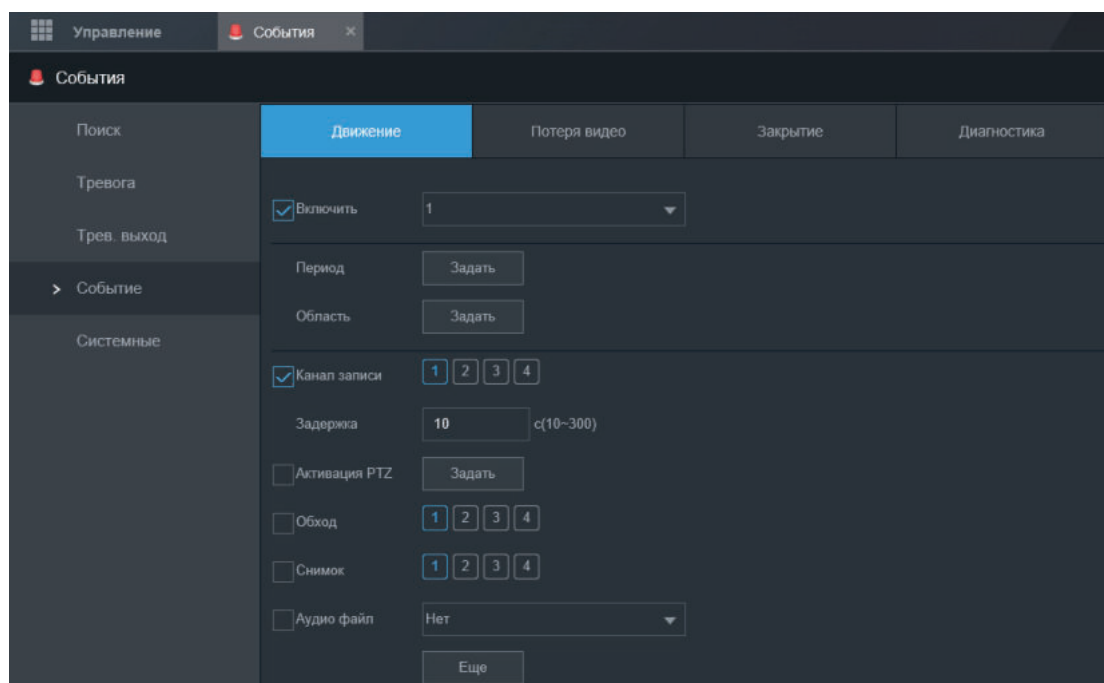 Управление События ×
События
Поиск
Тревога
Трев. выход
> Событие
Системные
Движение Потеря видео Закрытие Диагностика
Включить 1
Период Задать
Область Задать
Канал записи 1 2 3 4
Задержка 10 с(10~300)
Активация PTZ Задать
Обход 1 2 3 4
Снимок 1 2 3 4
Аудио файл Нет
Еще